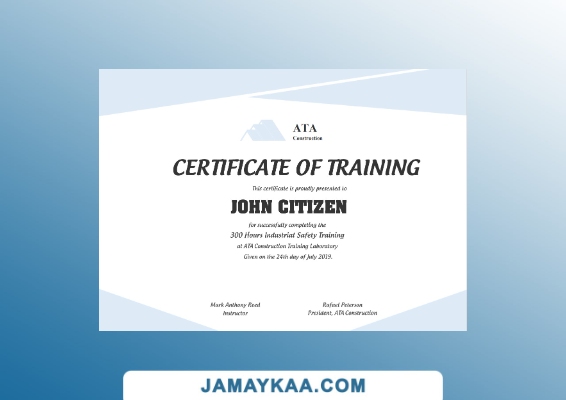 ATA
Construction
CERTIFICATE OF TRAINING
This certificate is proudly presented to
JOHN CITIZEN
for successfully completing the
300 Hours Industrial Safety Training
at ATA Construction Training Laboratory
Given on the 24th day of July 2019.
Mark Anthony Reed
Instructor
Rafael Peterson
President, ATA Construction
JAMAYKAA.COM